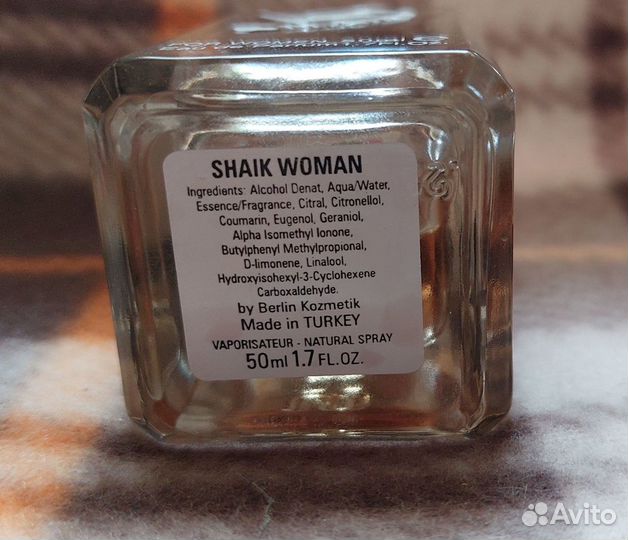 SHAIK WOMAN
Ingredients: Alcohol Denat, Aqua/Water,
Essence/Fragrance, Citral, Citronellol,
Coumarin, Eugenol, Geraniol,
Alpha Isomethyl Ionone,
Butylphenyl Methylpropional,
D-limonene, Linalool,
Hydroxyisohexyl-3-Cyclohexene
Carboxaldehyde.
by Berlin Kozmetik
Made in TURKEY
VAPORISATEUR - NATURAL SPRAY
50ml 1.7 FL.OZ.
Avito